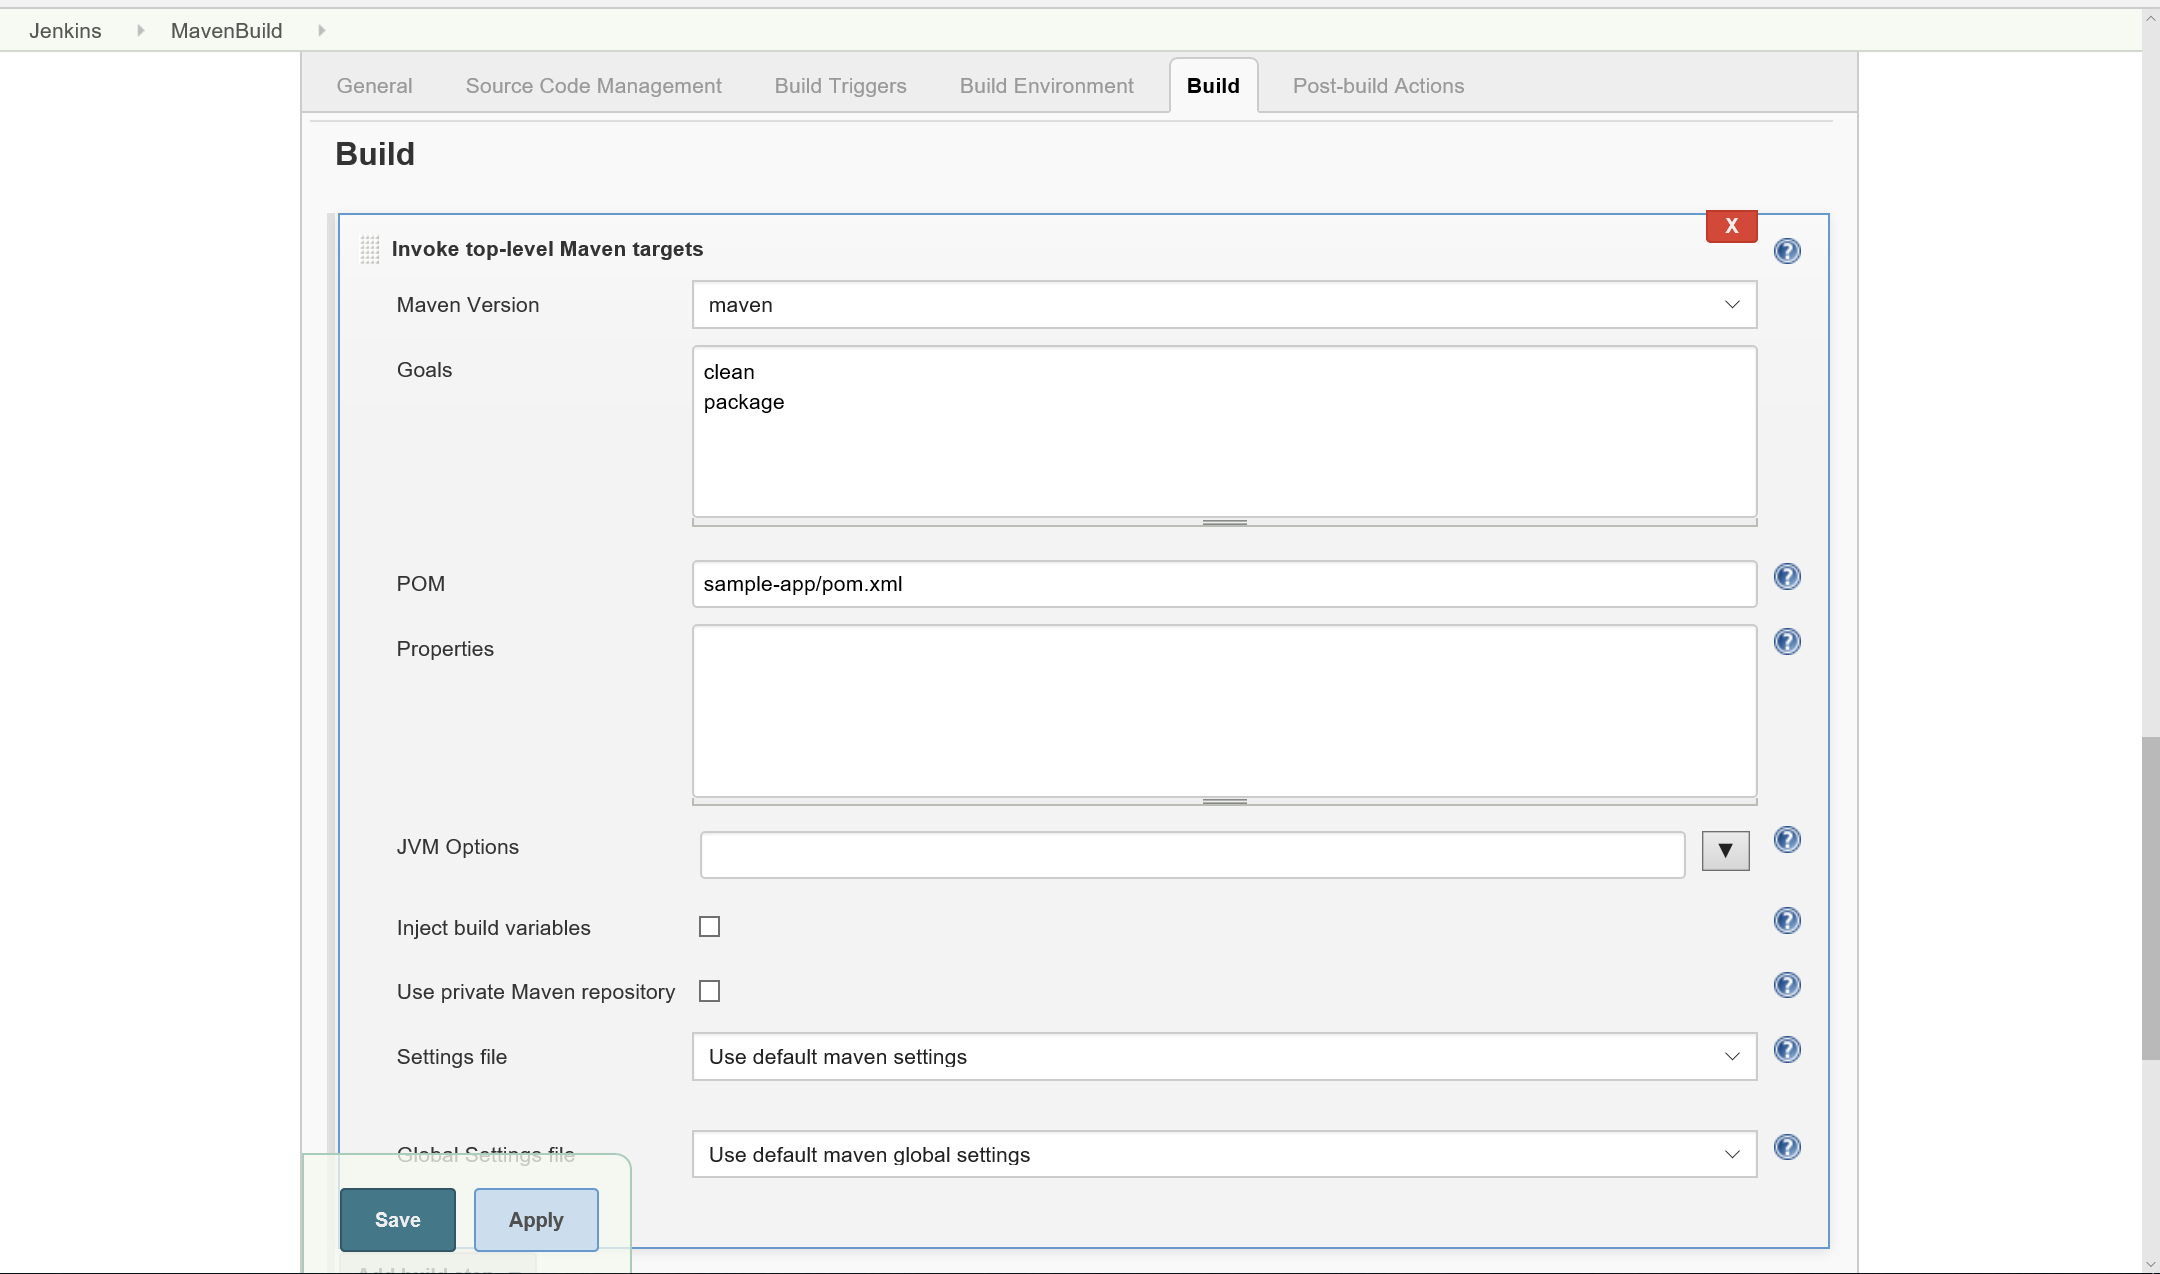 Jenkins MavenBuild
General Source Code Management Build Triggers Build Environment Build Post-build Actions
Build
X
Invoke top-level Maven targets
Maven Version maven
Goals clean
package
POM sample-app/pom.xml
Properties
JVM Options
Inject build variables
Use private Maven repository
Settings file Use default maven settings
Global Settings file Use default maven global settings
Save Apply
Add build step